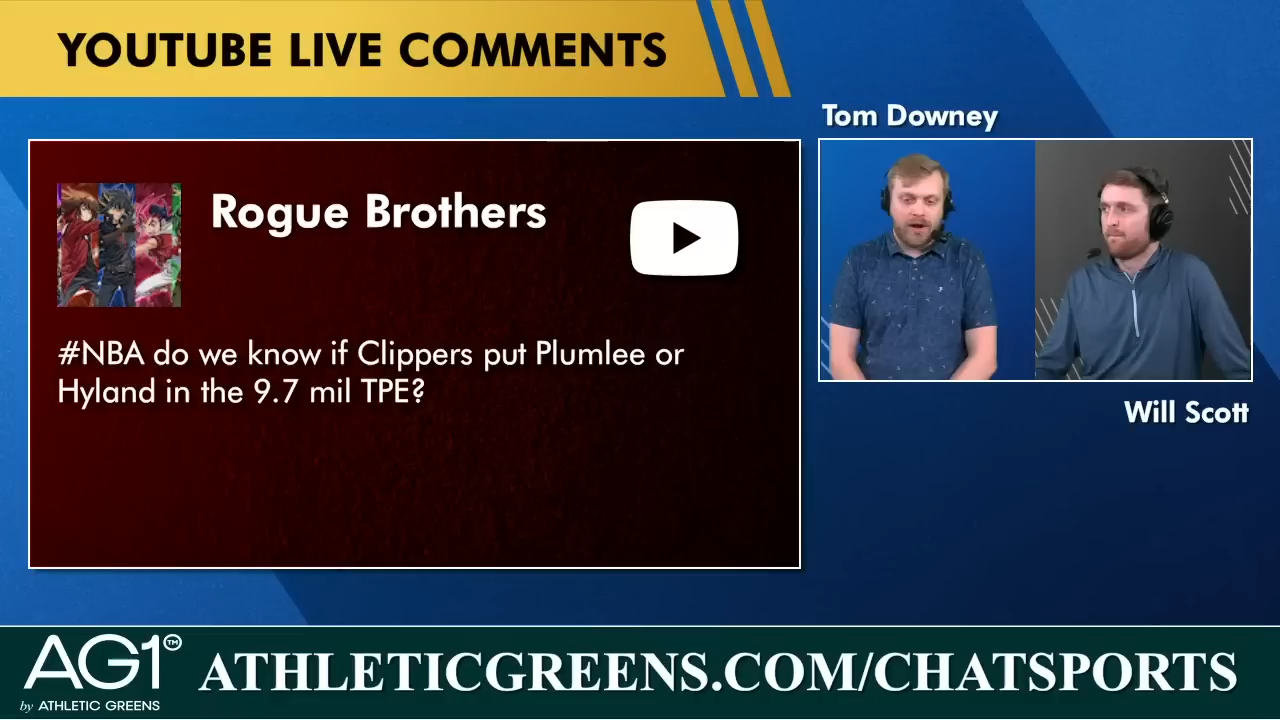 YOUTUBE LIVE COMMENTS
Tom Downey
Rogue Brothers
#NBA do we know if Clippers put Plumlee or
Hyland in the 9.7 mil TPE?
Will Scott
AG1™
by ATHLETIC GREENS
ATHLETICGREENS.COM/CHATSPORTS